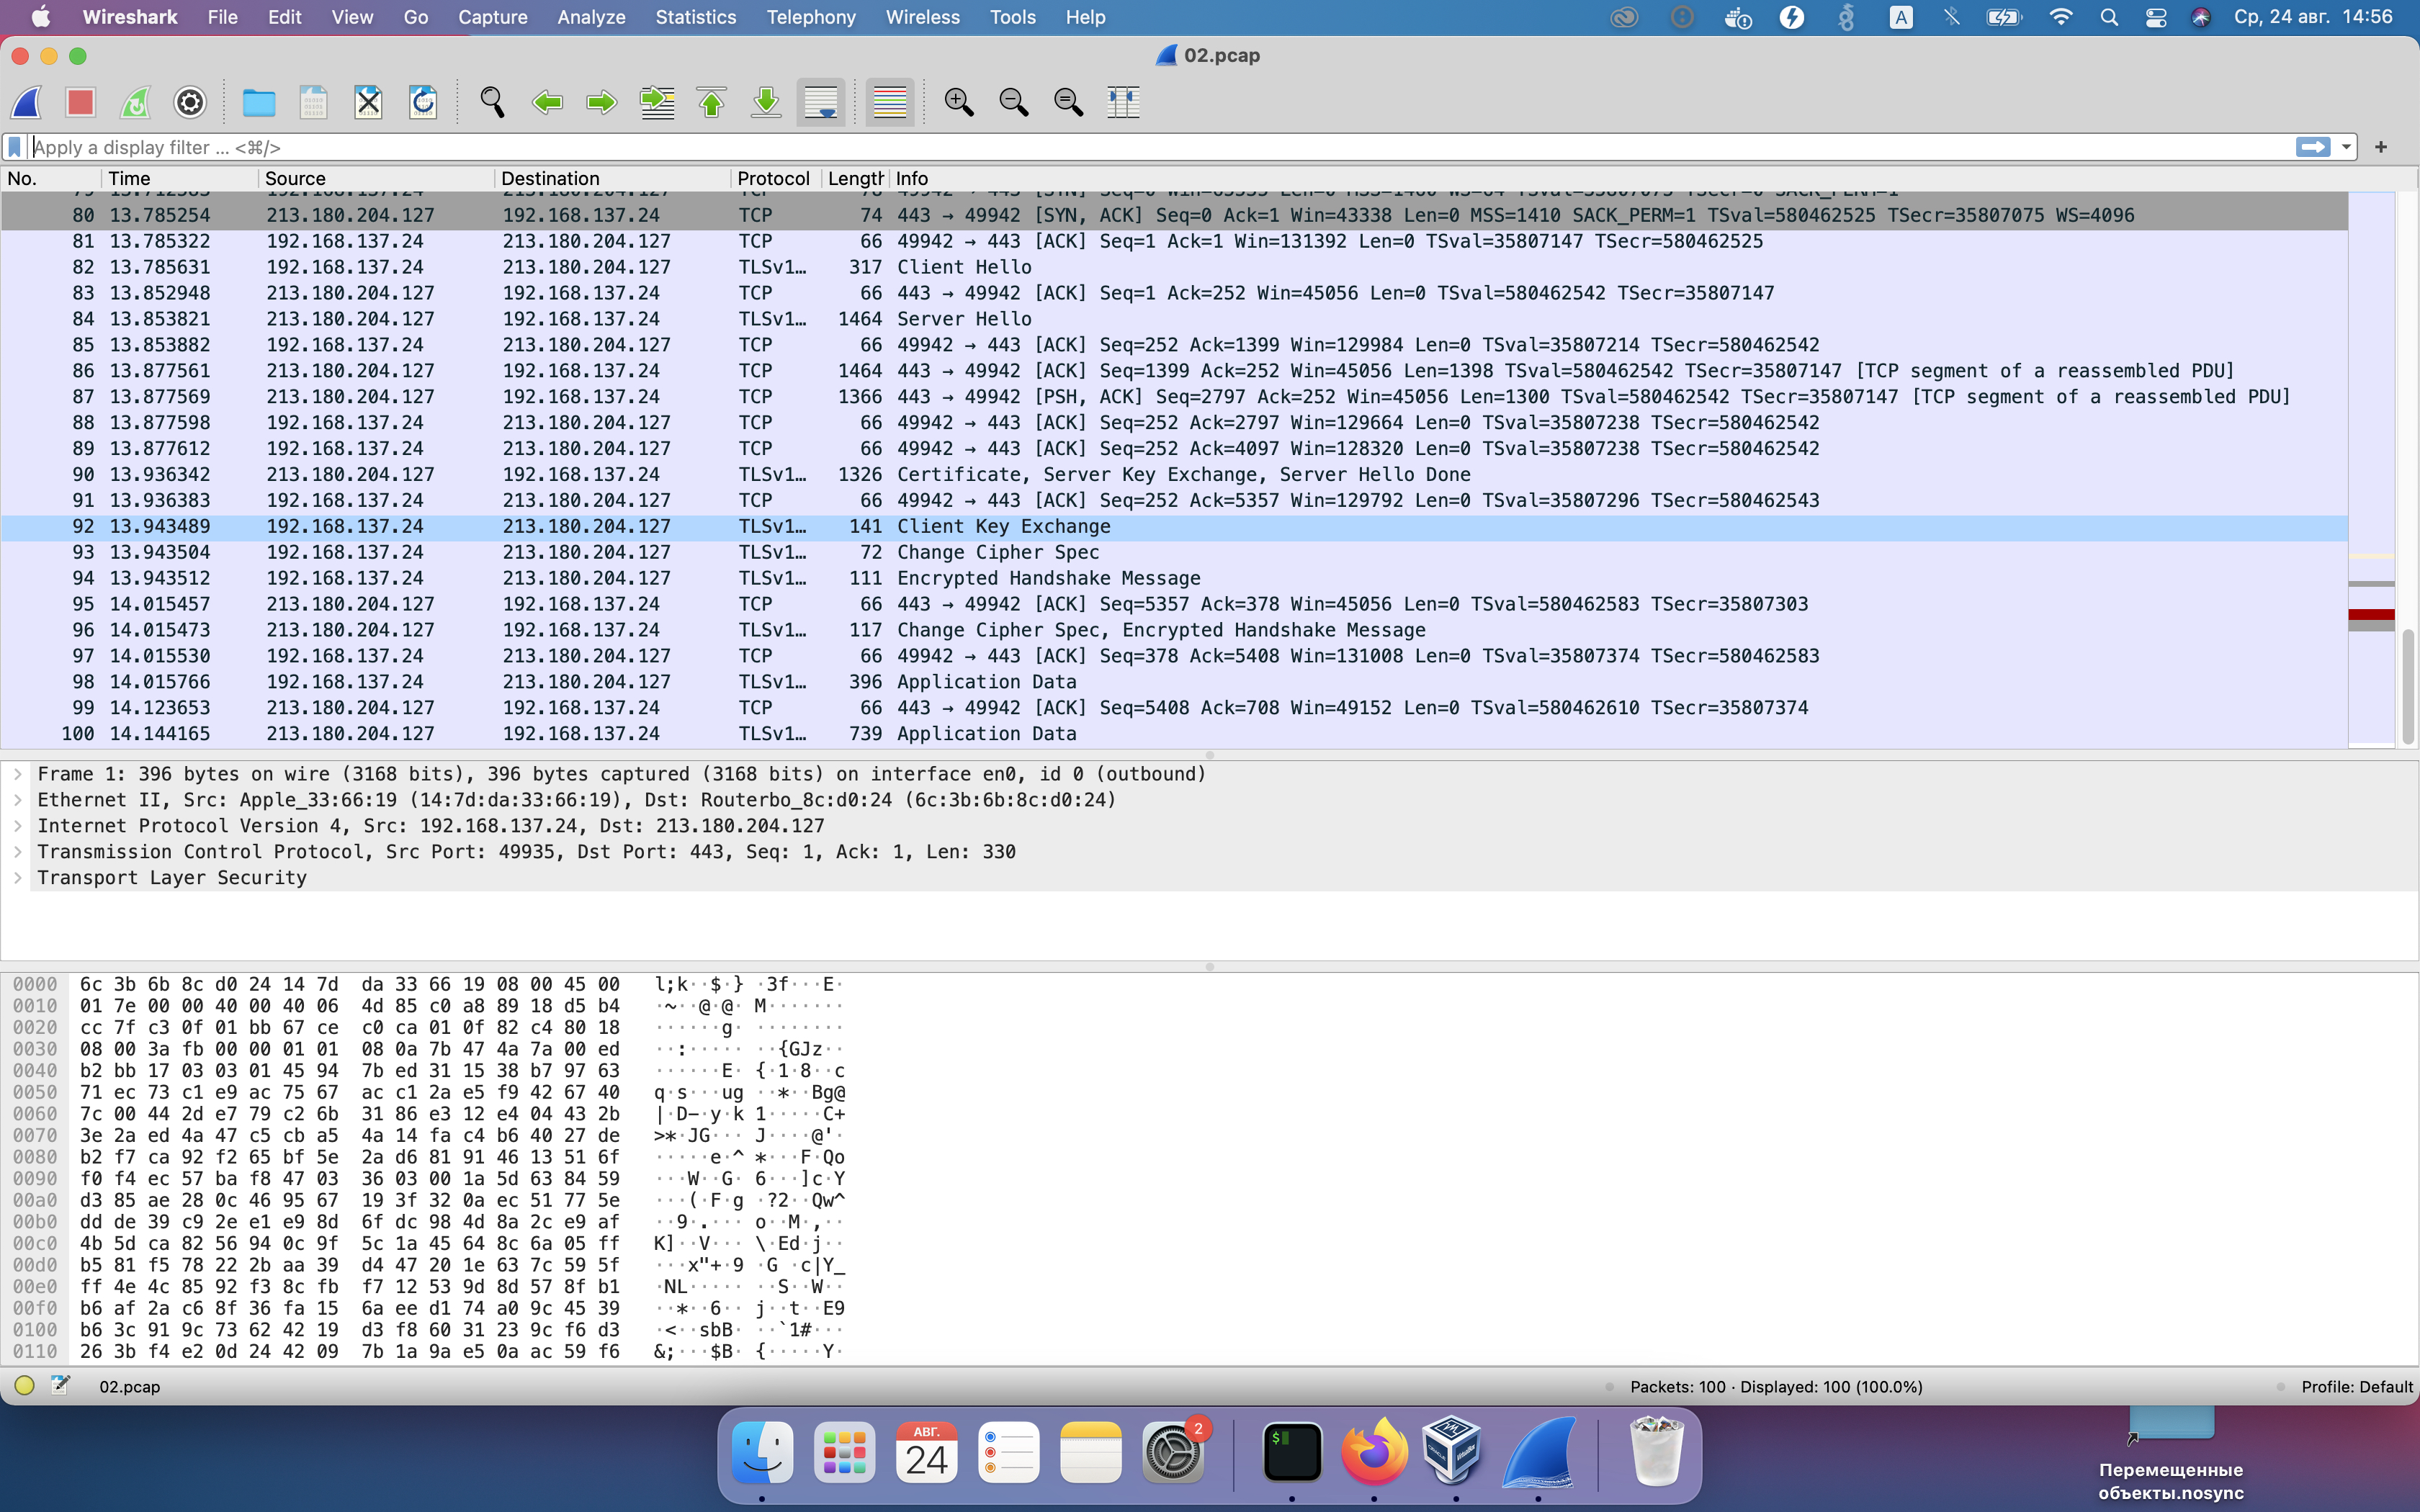 Wireshark File Edit View Go Capture Analyze Statistics Telephony Wireless Tools Help A Ср, 24 авг. 14:56
02.pcap
Apply a display filter ... <⌘/>
No. Time Source Destination Protocol Length Info
80 13.785254 213.180.204.127 192.168.137.24 TCP 74 443 → 49942 [SYN, ACK] Seq=0 Ack=1 Win=43338 Len=0 MSS=1410 SACK_PERM=1 TSval=580462525 TSecr=35807075 WS=4096
81 13.785322 192.168.137.24 213.180.204.127 TCP 66 49942 → 443 [ACK] Seq=1 Ack=1 Win=131392 Len=0 TSval=35807147 TSecr=580462525
82 13.785631 192.168.137.24 213.180.204.127 TLSv1… 317 Client Hello
83 13.852948 213.180.204.127 192.168.137.24 TCP 66 443 → 49942 [ACK] Seq=1 Ack=252 Win=45056 Len=0 TSval=580462542 TSecr=35807147
84 13.853821 213.180.204.127 192.168.137.24 TLSv1… 1464 Server Hello
85 13.853882 192.168.137.24 213.180.204.127 TCP 66 49942 → 443 [ACK] Seq=252 Ack=1399 Win=129984 Len=0 TSval=35807214 TSecr=580462542
86 13.877561 213.180.204.127 192.168.137.24 TCP 1464 443 → 49942 [ACK] Seq=1399 Ack=252 Win=45056 Len=1398 TSval=580462542 TSecr=35807147 [TCP segment of a reassembled PDU]
87 13.877569 213.180.204.127 192.168.137.24 TCP 1366 443 → 49942 [PSH, ACK] Seq=2797 Ack=252 Win=45056 Len=1300 TSval=580462542 TSecr=35807147 [TCP segment of a reassembled PDU]
88 13.877598 192.168.137.24 213.180.204.127 TCP 66 49942 → 443 [ACK] Seq=252 Ack=2797 Win=129664 Len=0 TSval=35807238 TSecr=580462542
89 13.877612 192.168.137.24 213.180.204.127 TCP 66 49942 → 443 [ACK] Seq=252 Ack=4097 Win=128320 Len=0 TSval=35807238 TSecr=580462542
90 13.936342 213.180.204.127 192.168.137.24 TLSv1… 1326 Certificate, Server Key Exchange, Server Hello Done
91 13.936383 192.168.137.24 213.180.204.127 TCP 66 49942 → 443 [ACK] Seq=252 Ack=5357 Win=129792 Len=0 TSval=35807296 TSecr=580462543
92 13.943489 192.168.137.24 213.180.204.127 TLSv1… 141 Client Key Exchange
93 13.943504 192.168.137.24 213.180.204.127 TLSv1… 72 Change Cipher Spec
94 13.943512 192.168.137.24 213.180.204.127 TLSv1… 111 Encrypted Handshake Message
95 14.015457 213.180.204.127 192.168.137.24 TCP 66 443 → 49942 [ACK] Seq=5357 Ack=378 Win=45056 Len=0 TSval=580462583 TSecr=35807303
96 14.015473 213.180.204.127 192.168.137.24 TLSv1… 117 Change Cipher Spec, Encrypted Handshake Message
97 14.015530 192.168.137.24 213.180.204.127 TCP 66 49942 → 443 [ACK] Seq=378 Ack=5408 Win=131008 Len=0 TSval=35807374 TSecr=580462583
98 14.015766 192.168.137.24 213.180.204.127 TLSv1… 396 Application Data
99 14.123653 213.180.204.127 192.168.137.24 TCP 66 443 → 49942 [ACK] Seq=5408 Ack=708 Win=49152 Len=0 TSval=580462610 TSecr=35807374
100 14.144165 213.180.204.127 192.168.137.24 TLSv1… 739 Application Data
Frame 1: 396 bytes on wire (3168 bits), 396 bytes captured (3168 bits) on interface en0, id 0 (outbound)
Ethernet II, Src: Apple_33:66:19 (14:7d:da:33:66:19), Dst: Routerbo_8c:d0:24 (6c:3b:6b:8c:d0:24)
Internet Protocol Version 4, Src: 192.168.137.24, Dst: 213.180.204.127
Transmission Control Protocol, Src Port: 49935, Dst Port: 443, Seq: 1, Ack: 1, Len: 330
Transport Layer Security
0000 6c 3b 6b 8c d0 24 14 7d da 33 66 19 08 00 45 00 l;k··$·} ·3f···E·
0010 01 7e 00 00 40 00 40 06 4d 85 c0 a8 89 18 d5 b4 ·~··@·@· M·······
0020 cc 7f c3 0f 01 bb 67 ce c0 ca 01 0f 82 c4 80 18 ······g· ········
0030 08 00 3a fb 00 00 01 01 08 0a 7b 47 4a 7a 00 ed ··:····· ··{GJz··
0040 b2 bb 17 03 03 01 45 94 7b ed 31 15 38 b7 97 63 ······E· {·1·8··c
0050 71 ec 73 c1 e9 ac 75 67 ac c1 2a e5 f9 42 67 40 q·s···ug ··*··Bg@
0060 7c 00 44 2d e7 79 c2 6b 31 86 e3 12 e4 04 43 2b |·D-·y·k 1·····C+
0070 3e 2a ed 4a 47 c5 cb a5 4a 14 fa c4 b6 40 27 de >*·JG··· J····@'·
0080 b2 f7 ca 92 f2 65 bf 5e 2a d6 81 91 46 13 51 6f ·····e·^ *···F·Qo
0090 f0 f4 ec 57 ba f8 47 03 36 03 00 1a 5d 63 84 59 ···W··G· 6···]c·Y
00a0 d3 85 ae 28 0c 46 95 67 19 3f 32 0a ec 51 77 5e ···(·F·g ·?2··Qw^
00b0 dd de 39 c9 2e e1 e9 8d 6f dc 98 4d 8a 2c e9 af ··9·.··· o··M·,··
00c0 4b 5d ca 82 56 94 0c 9f 5c 1a 45 64 8c 6a 05 ff K]··V··· \·Ed·j··
00d0 b5 81 f5 78 22 2b aa 39 d4 47 20 1e 63 7c 59 5f ···x"+·9 ·G ·c|Y_
00e0 ff 4e 4c 85 92 f3 8c fb f7 12 53 9d 8d 57 8f b1 ·NL····· ··S··W··
00f0 b6 af 2a c6 8f 36 fa 15 6a ee d1 74 a0 9c 45 39 ··*··6·· j··t··E9
0100 b6 3c 91 9c 73 62 42 19 d3 f8 60 31 23 9c f6 d3 ·<··sbB· ··`1#···
0110 26 3b f4 e2 0d 24 42 09 7b 1a 9a e5 0a ac 59 f6 &;···$B· {·····Y·
02.pcap Packets: 100 · Displayed: 100 (100.0%) Profile: Default
АВГ.
24
2
$
Перемещенные
объекты.nosync